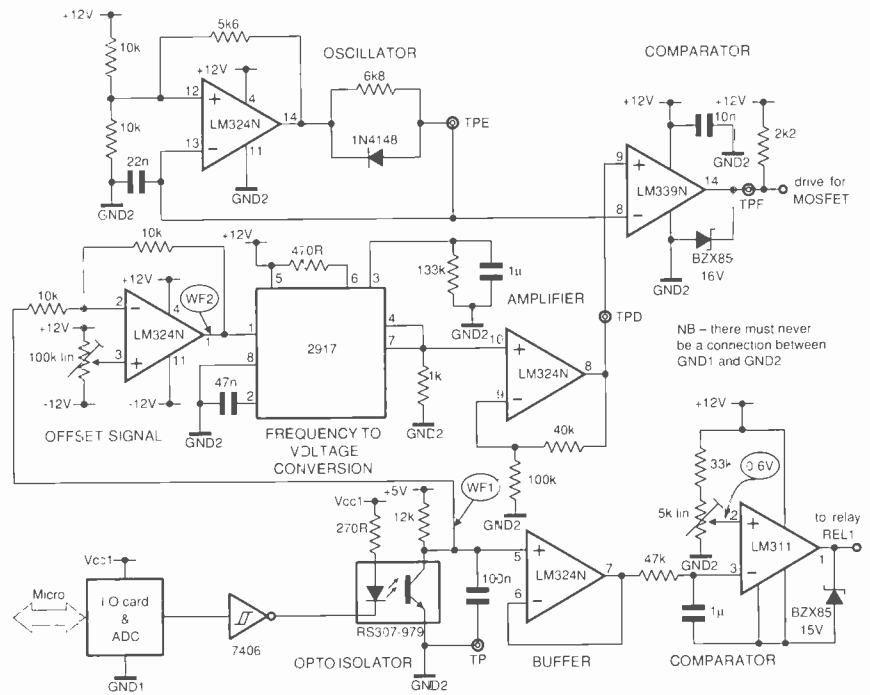 +12V
5k6
OSCILLATOR
COMPARATOR
10k
+12V
6k8
+12V
+12V
12
+
4
10n
LM324N
14
TPE
2k2
10k
13
−
11
1N4148
GND2
9
+
22n
LM339N
14
drive for
MOSFET
GND2
GND2
8
−
TPF
10k
+12V
470R
BZX85
16V
GND2
5
6
3
133k
1µ
AMPLIFIER
10k
+12V
WF2
2
−
4
LM324N
1
1
2917
GND2
TPD
NB – there must never
be a connection between
GND1 and GND2
+12V
100k lin
3
+
11
4
7
10
+
LM324N
8
8
1k
9
−
-12V
-12V
47n
2
GND2
GND2
40k
+12V
OFFSET SIGNAL
FREQUENCY TO
VOLTAGE
CONVERSION
100k
33k
0.6V
GND2
+5V
WF1
Vcc1
12k
270R
5k lin
2
+
to relay
REL1
GND2
LM311
1
5
+
LM324N
7
47k
3
−
Vcc1
100n
6
−
Micro
I/O card
&
ADC
1µ
BZX85
15V
RS307-979
7406
TP
OPTO ISOLATOR
BUFFER
COMPARATOR
GND1
GND2